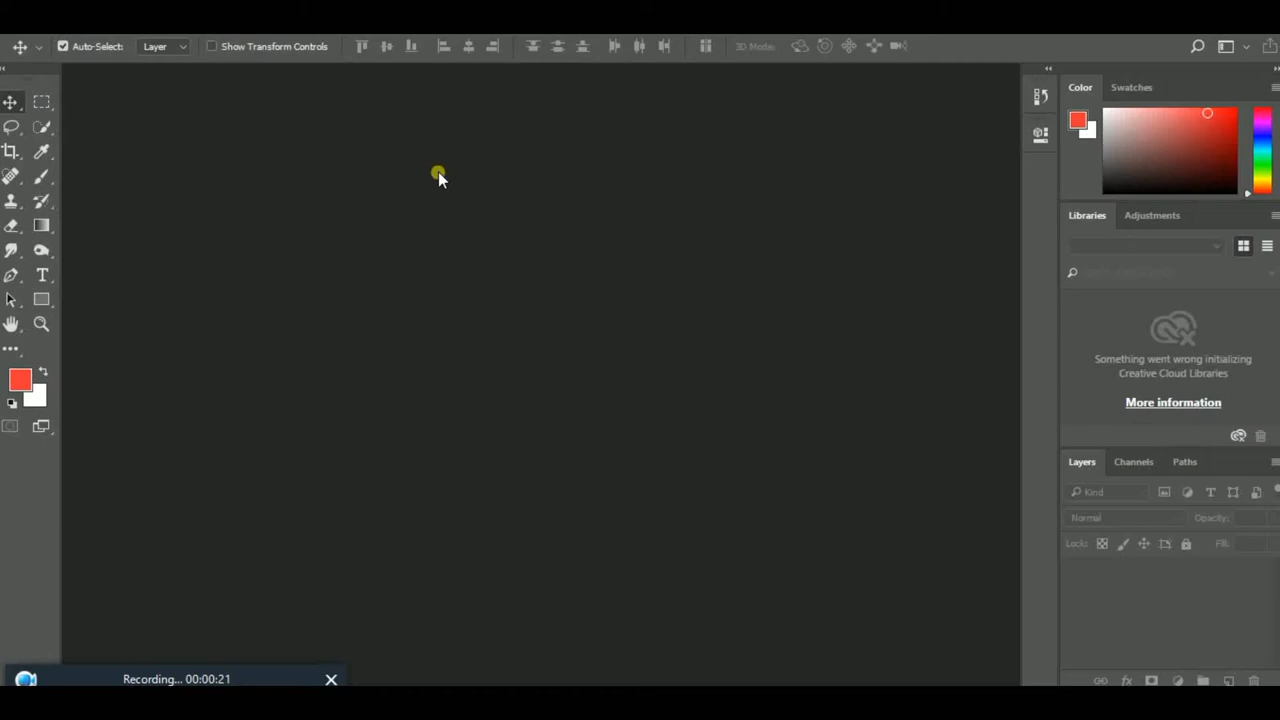 Auto-Select: Layer Show Transform Controls 3D Mode:
Color Swatches
Libraries Adjustments
Something went wrong initializing
Creative Cloud Libraries
More information
Layers Channels Paths
Kind
Normal Opacity:
Lock: Fill:
Recording... 00:00:21